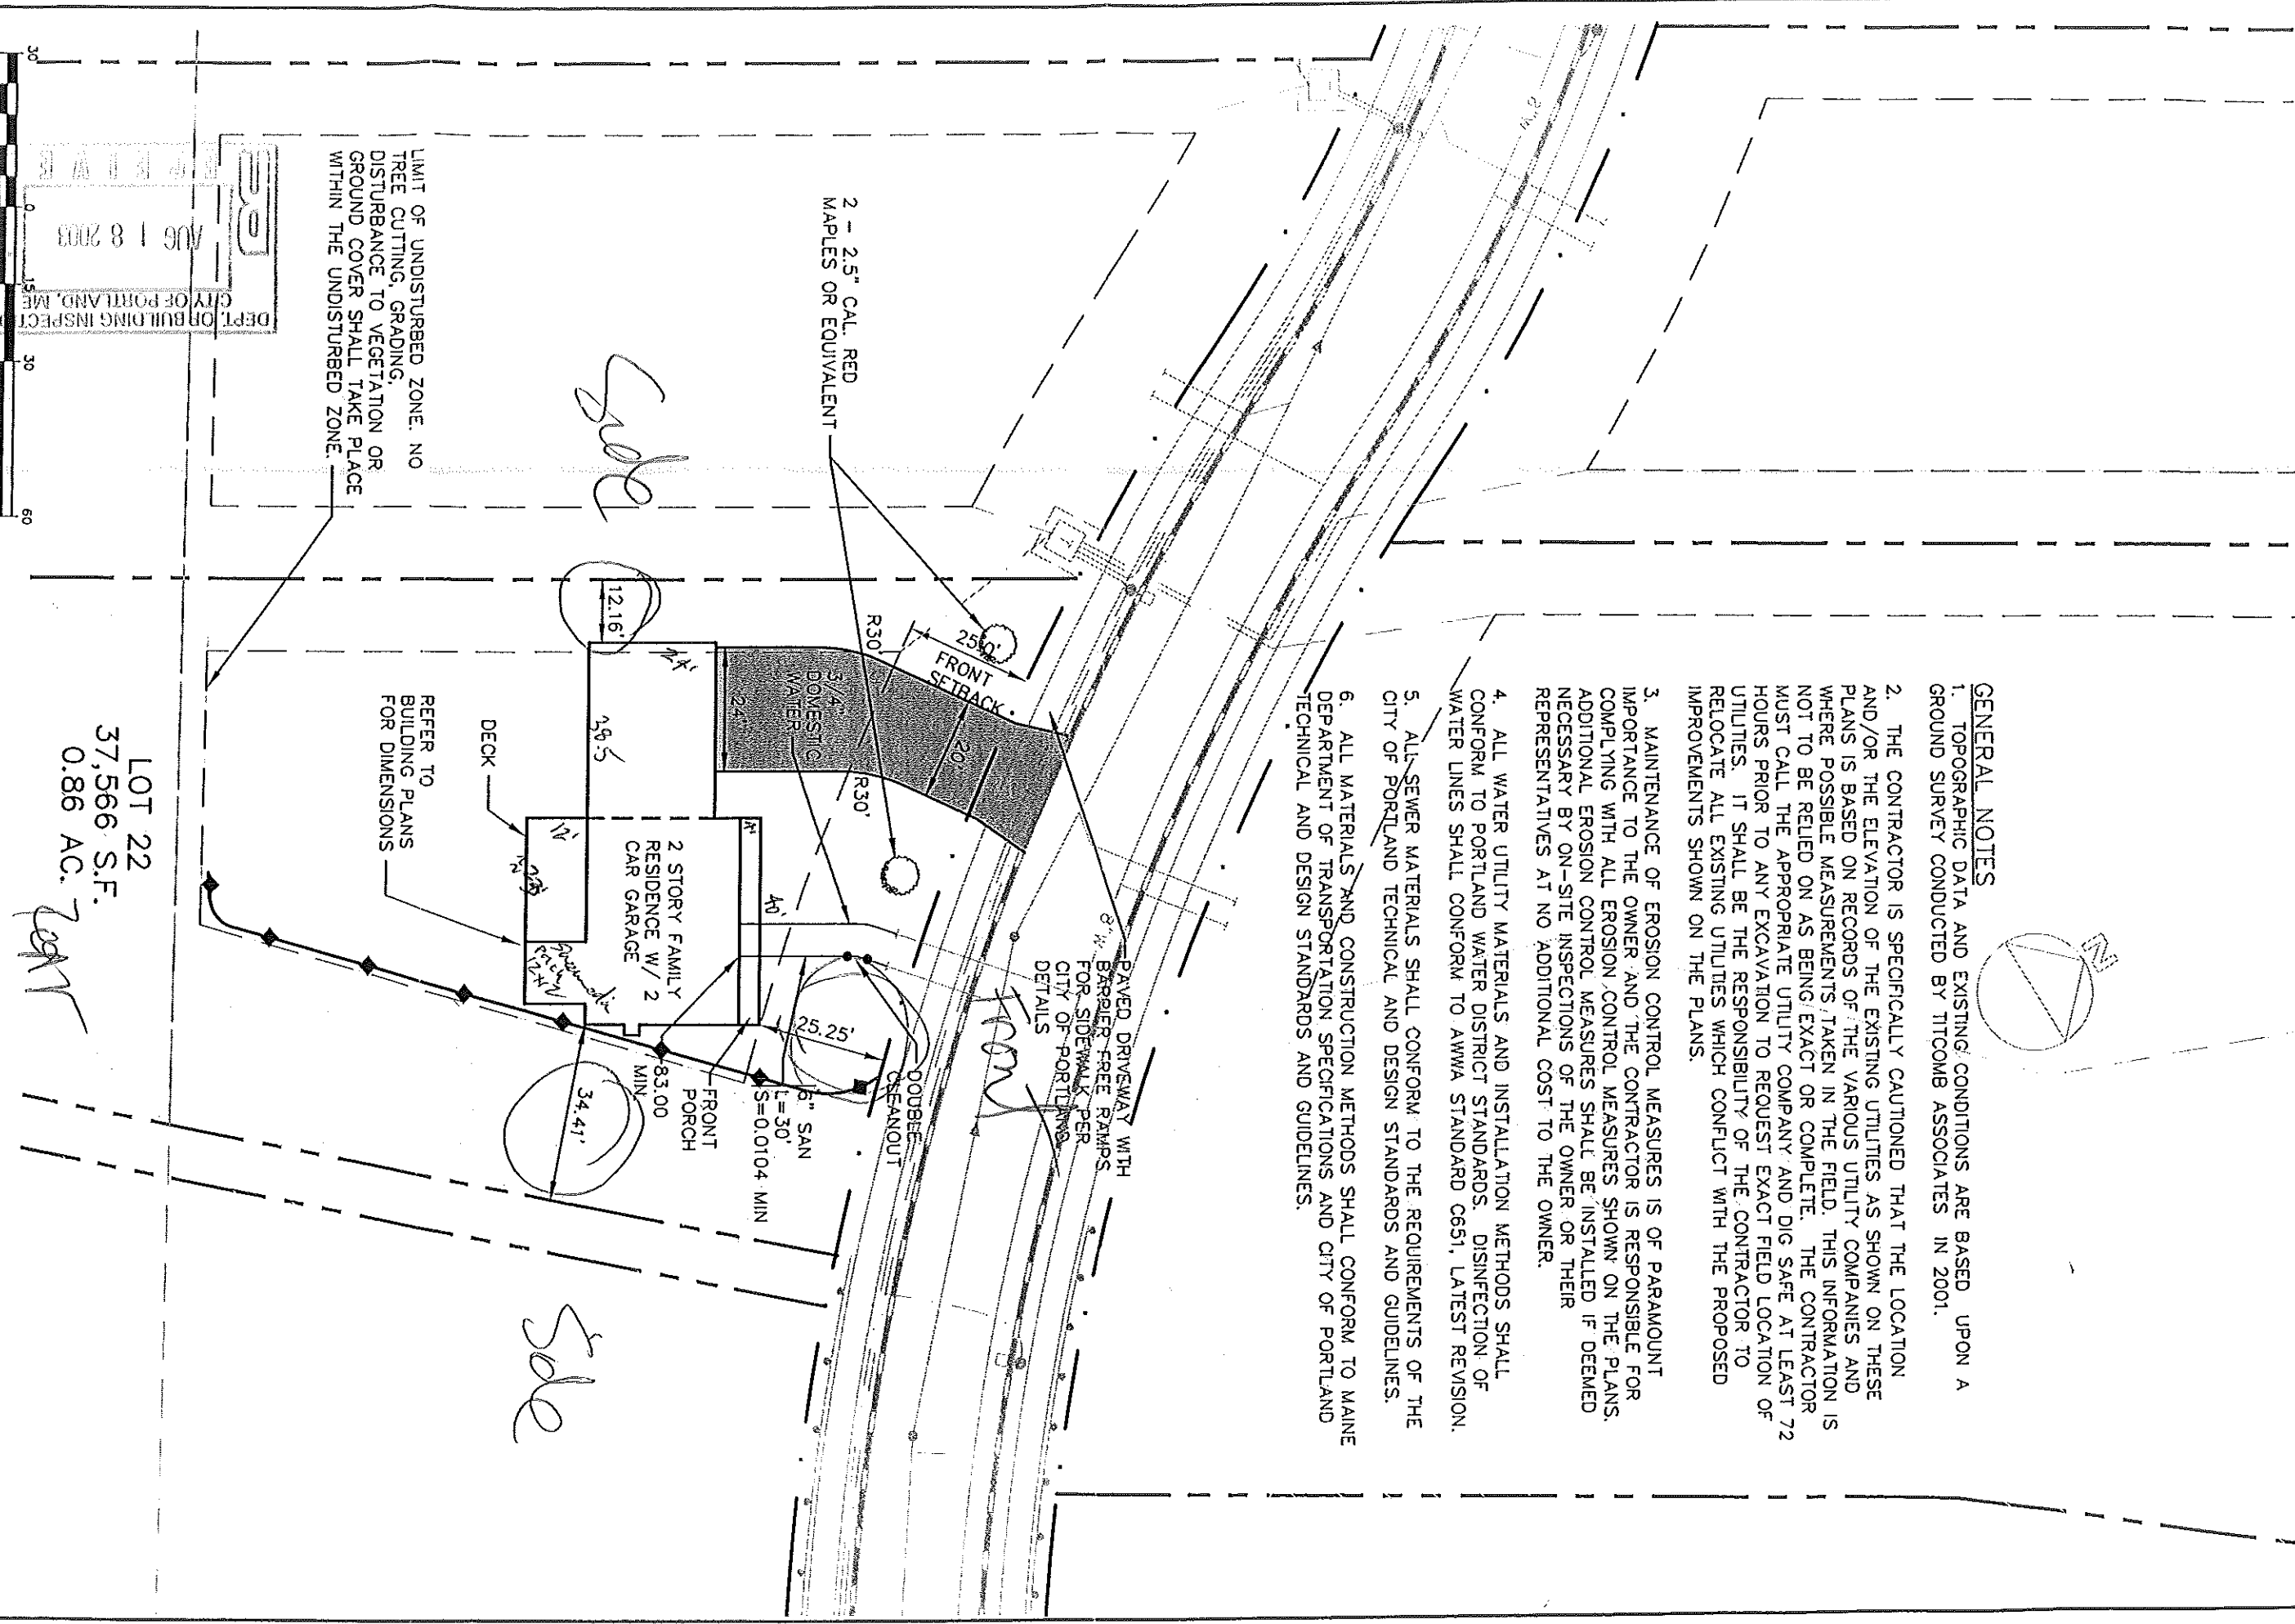 GENERAL NOTES
1. TOPOGRAPHIC DATA AND EXISTING CONDITIONS ARE BASED UPON A
GROUND SURVEY CONDUCTED BY TITCOMB ASSOCIATES IN 2001.
2. THE CONTRACTOR IS SPECIFICALLY CAUTIONED THAT THE LOCATION
AND/OR THE ELEVATION OF THE EXISTING UTILITIES AS SHOWN ON THESE
PLANS IS BASED ON RECORDS OF THE VARIOUS UTILITY COMPANIES AND
WHERE POSSIBLE MEASUREMENTS TAKEN IN THE FIELD. THIS INFORMATION IS
NOT TO BE RELIED ON AS BEING EXACT OR COMPLETE. THE CONTRACTOR
MUST CALL THE APPROPRIATE UTILITY COMPANY AND DIG SAFE AT LEAST 72
HOURS PRIOR TO ANY EXCAVATION TO REQUEST EXACT FIELD LOCATION OF
UTILITIES. IT SHALL BE THE RESPONSIBILITY OF THE CONTRACTOR TO
RELOCATE ALL EXISTING UTILITIES WHICH CONFLICT WITH THE PROPOSED
IMPROVEMENTS SHOWN ON THE PLANS.
3. MAINTENANCE OF EROSION CONTROL MEASURES IS OF PARAMOUNT
IMPORTANCE TO THE OWNER AND THE CONTRACTOR IS RESPONSIBLE FOR
COMPLYING WITH ALL EROSION CONTROL MEASURES SHOWN ON THE PLANS.
ADDITIONAL EROSION CONTROL MEASURES SHALL BE INSTALLED IF DEEMED
NECESSARY BY ON-SITE INSPECTIONS OF THE OWNER OR THEIR
REPRESENTATIVES AT NO ADDITIONAL COST TO THE OWNER.
4. ALL WATER UTILITY MATERIALS AND INSTALLATION METHODS SHALL
CONFORM TO PORTLAND WATER DISTRICT STANDARDS. DISINFECTION OF
WATER LINES SHALL CONFORM TO AWWA STANDARD C651, LATEST REVISION.
5. ALL SEWER MATERIALS SHALL CONFORM TO THE REQUIREMENTS OF THE
CITY OF PORTLAND TECHNICAL AND DESIGN STANDARDS AND GUIDELINES.
6. ALL MATERIALS AND CONSTRUCTION METHODS SHALL CONFORM TO MAINE
DEPARTMENT OF TRANSPORTATION SPECIFICATIONS AND CITY OF PORTLAND
TECHNICAL AND DESIGN STANDARDS AND GUIDELINES.
N
8"W
8"W
PAVED DRIVEWAY WITH
BARRIER FREE RAMPS
FOR SIDEWALK PER
CITY OF PORTLAND
DETAILS
Front
25.0'
FRONT
SETBACK
20'
R30'
R30'
2 - 2.5" CAL. RED
MAPLES OR EQUIVALENT
3/4"
DOMESTIC
WATER
24'
DOUBLE
CLEANOUT
6" SAN
L=30'
S=0.0104 MIN
25.25'
FRONT
PORCH
83.00
MIN.
40'
24'
38.5
12.16'
34.41'
2 STORY FAMILY
RESIDENCE W/ 2
CAR GARAGE
12'
12X12
DECK
REFER TO
BUILDING PLANS
FOR DIMENSIONS
Side
Side
LIMIT OF UNDISTURBED ZONE. NO
TREE CUTTING, GRADING,
DISTURBANCE TO VEGETATION OR
GROUND COVER SHALL TAKE PLACE
WITHIN THE UNDISTURBED ZONE.
DEPT. OF BUILDING INSPECT
CITY OF PORTLAND, ME
AUG 18 2003
LOT 22
37,566 S.F.
0.86 AC.
30
0
15
30
60